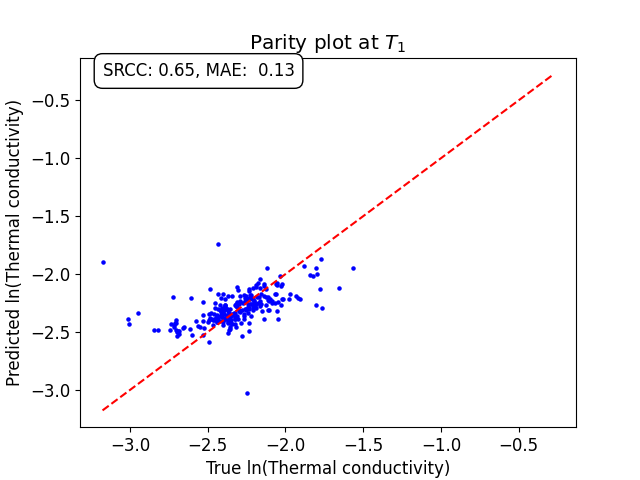 Parity plot at T₁
SRCC: 0.65, MAE:  0.13
Predicted ln(Thermal conductivity)
−0.5
−1.0
−1.5
−2.0
−2.5
−3.0
−3.0 −2.5 −2.0 −1.5 −1.0 −0.5
True ln(Thermal conductivity)